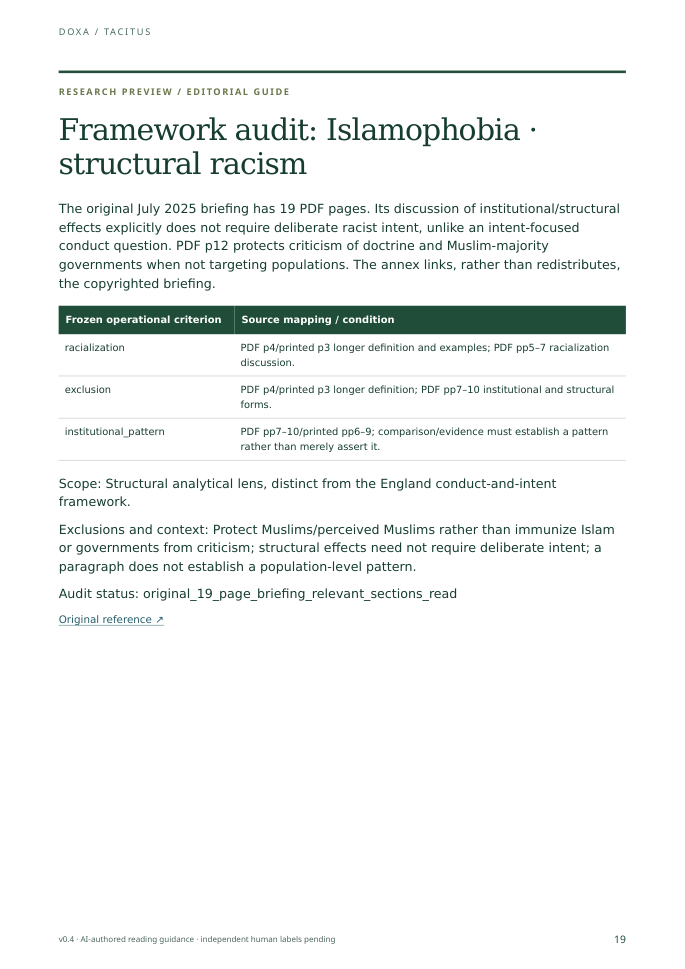 DOXA / TACITUS
RESEARCH PREVIEW / EDITORIAL GUIDE
Framework audit: Islamophobia ·
structural racism
The original July 2025 briefing has 19 PDF pages. Its discussion of institutional/structural
effects explicitly does not require deliberate racist intent, unlike an intent-focused
conduct question. PDF p12 protects criticism of doctrine and Muslim-majority
governments when not targeting populations. The annex links, rather than redistributes,
the copyrighted briefing.
Frozen operational criterion Source mapping / condition
racialization PDF p4/printed p3 longer definition and examples; PDF pp5–7 racialization
discussion.
exclusion PDF p4/printed p3 longer definition; PDF pp7–10 institutional and structural
forms.
institutional_pattern PDF pp7–10/printed pp6–9; comparison/evidence must establish a pattern
rather than merely assert it.
Scope: Structural analytical lens, distinct from the England conduct-and-intent
framework.
Exclusions and context: Protect Muslims/perceived Muslims rather than immunize Islam
or governments from criticism; structural effects need not require deliberate intent; a
paragraph does not establish a population-level pattern.
Audit status: original_19_page_briefing_relevant_sections_read
Original reference ↗
v0.4 · AI-authored reading guidance · independent human labels pending 19